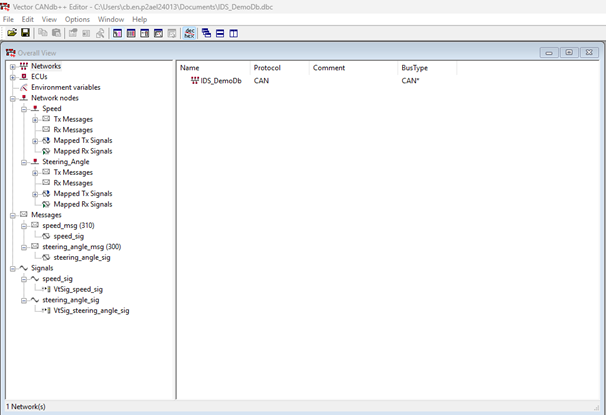 Vector CANdb++ Editor - C:\Users\cb.en.p2ael24013\Documents\IDS_DemoDb.dbc
File Edit View Options Window Help
Overall View
Networks
ECUs
Environment variables
Network nodes
Speed
Tx Messages
Rx Messages
Mapped Tx Signals
Mapped Rx Signals
Steering_Angle
Tx Messages
Rx Messages
Mapped Tx Signals
Mapped Rx Signals
Messages
speed_msg (310)
speed_sig
steering_angle_msg (300)
steering_angle_sig
Signals
speed_sig
VtSig_speed_sig
steering_angle_sig
VtSig_steering_angle_sig
Name Protocol Comment BusType
IDS_DemoDb CAN CAN*
1 Network(s)